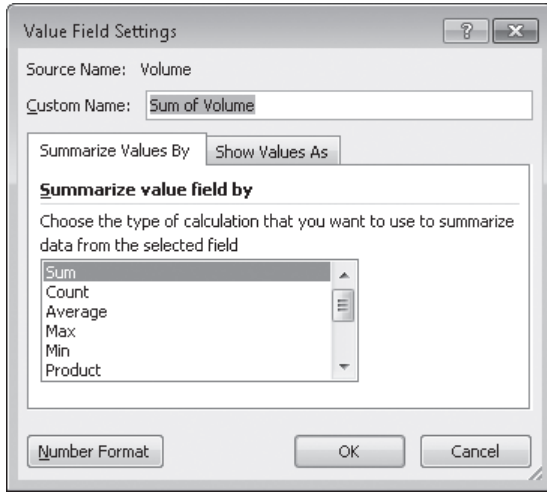 Value Field Settings
Source Name: Volume
Custom Name: Sum of Volume
Summarize Values By Show Values As
Summarize value field by
Choose the type of calculation that you want to use to summarize
data from the selected field
Sum
Count
Average
Max
Min
Product
Number Format OK Cancel